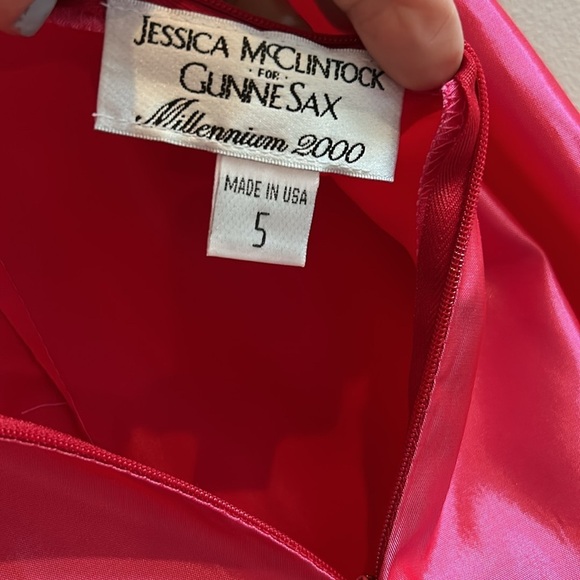 JESSICA MCCLINTOCK
· FOR ·
GUNNE SAX
Millennium 2000
MADE IN USA
5